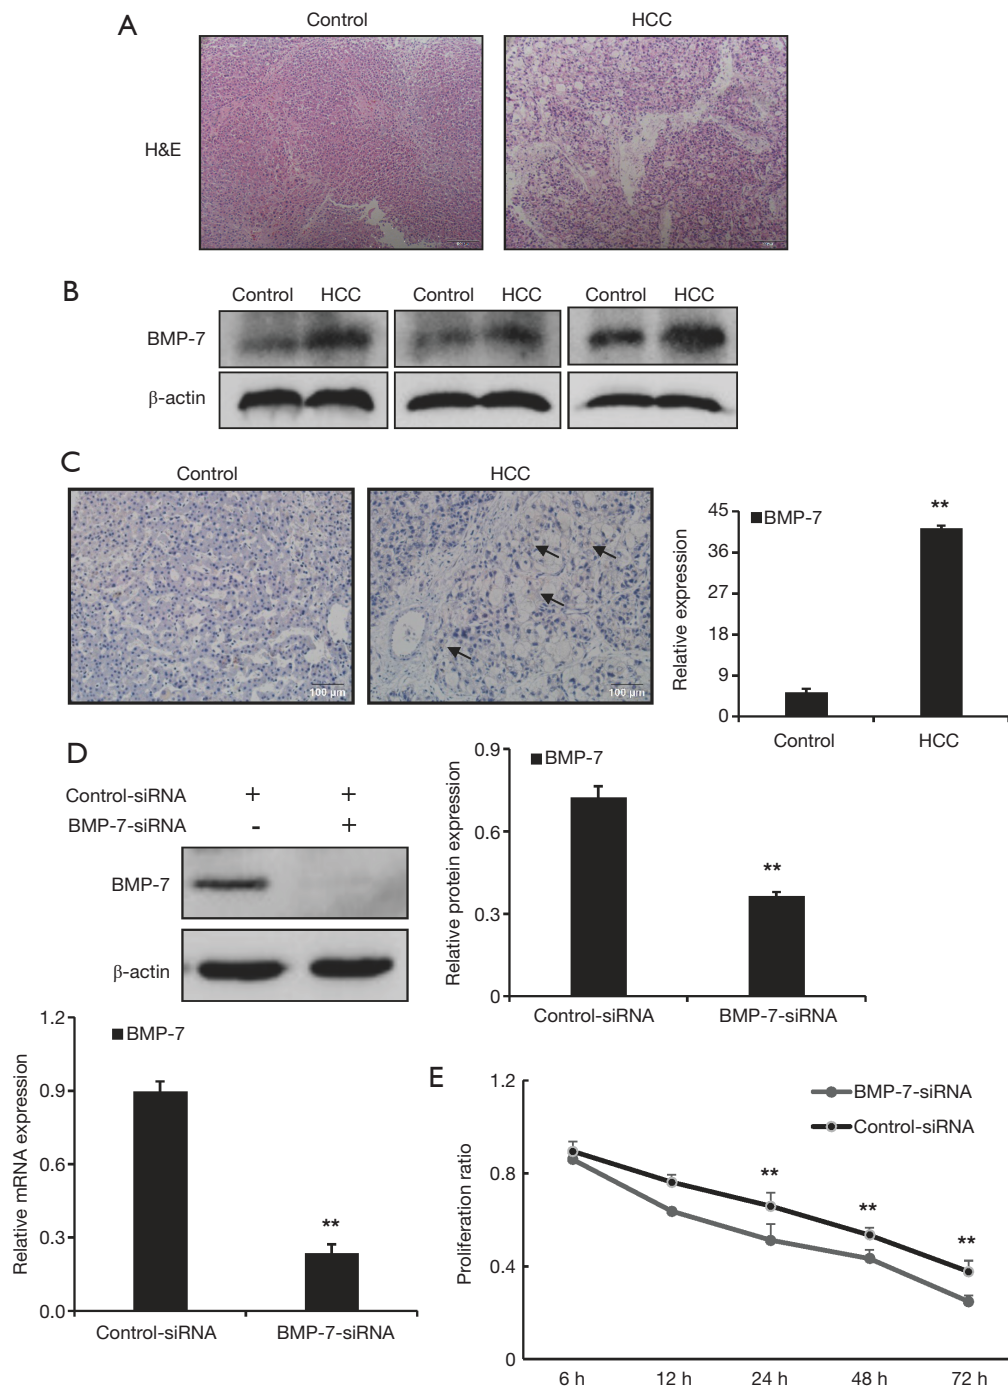 A
Control
HCC
H&E
B
Control HCC
Control HCC
Control HCC
BMP-7
β-actin
C
Control
HCC
100 μm
100 μm
BMP-7
Relative expression
45
36
27
18
9
0
**
Control
HCC
D
Control-siRNA + +
BMP-7-siRNA - +
BMP-7
β-actin
BMP-7
Relative protein expression
0.9
0.6
0.3
0
**
Control-siRNA
BMP-7-siRNA
BMP-7
Relative mRNA expression
1.2
0.9
0.6
0.3
0.0
**
Control-siRNA
BMP-7-siRNA
E
BMP-7-siRNA
Control-siRNA
Proliferation ratio
1.2
0.8
0.4
0
**
**
**
6 h
12 h
24 h
48 h
72 h